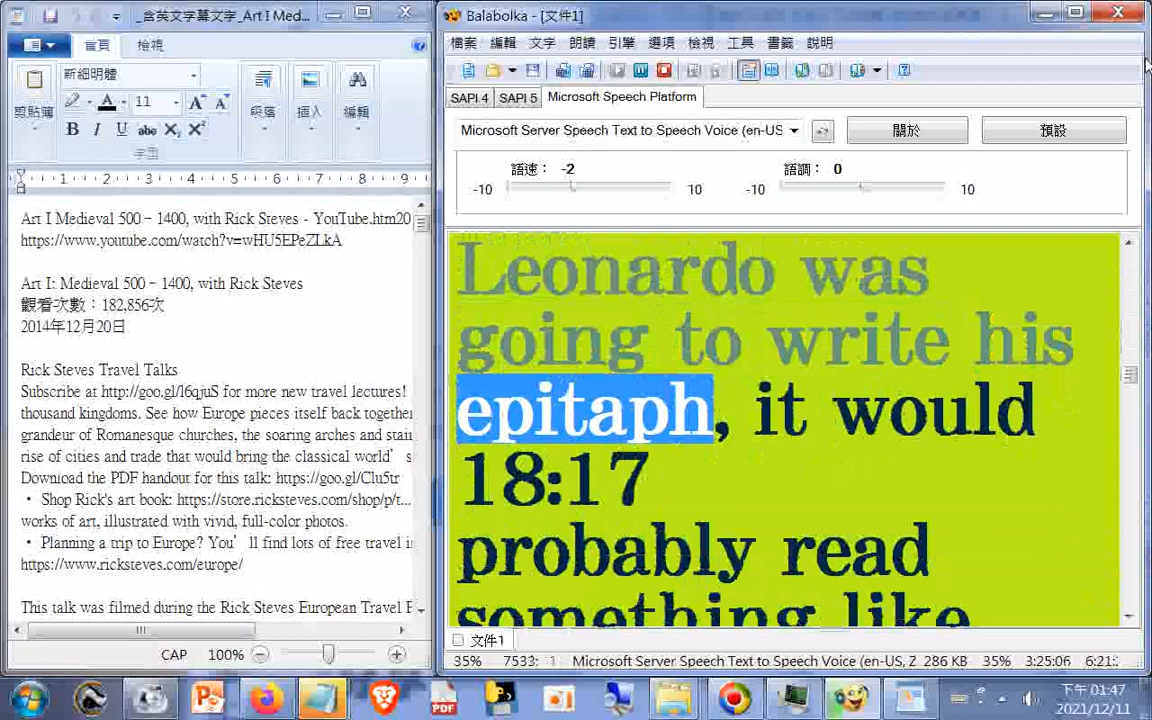 _含英文字幕文字_Art I Med...
首頁
檢視
剪貼簿
新細明體
11
B I U abc X₂ X²
字型
段落
插入
編輯
1 2 3 4 5 6 7 8 9
Art I Medieval 500 – 1400, with Rick Steves - YouTube.htm20
https://www.youtube.com/watch?v=wHU5EPeZLkA
Art I: Medieval 500 – 1400, with Rick Steves
觀看次數：182,856次
2014年12月20日
Rick Steves Travel Talks
Subscribe at http://goo.gl/l6qjuS for more new travel lectures!
thousand kingdoms. See how Europe pieces itself back together
grandeur of Romanesque churches, the soaring arches and stai
rise of cities and trade that would bring the classical world's
Download the PDF handout for this talk: https://goo.gl/Clu5tr
• Shop Rick's art book: https://store.ricksteves.com/shop/p/t...
works of art, illustrated with vivid, full-color photos.
• Planning a trip to Europe? You'll find lots of free travel i
https://www.ricksteves.com/europe/
This talk was filmed during the Rick Steves European Travel F
CAP 100%
Balabolka - [文件1]
檔案 編輯 文字 朗讀 引擎 選項 檢視 工具 書籤 說明
SAPI 4 SAPI 5 Microsoft Speech Platform
Microsoft Server Speech Text to Speech Voice (en-US
關於
預設
語速： -2
語調： 0
-10 10 -10 10
Leonardo was
going to write his
epitaph, it would
18:17
probably read
something like
文件1
35% 7533: 1 Microsoft Server Speech Text to Speech Voice (en-US, Z 286 KB 35% 3:25:06 6:21:
下午 01:47
2021/12/11